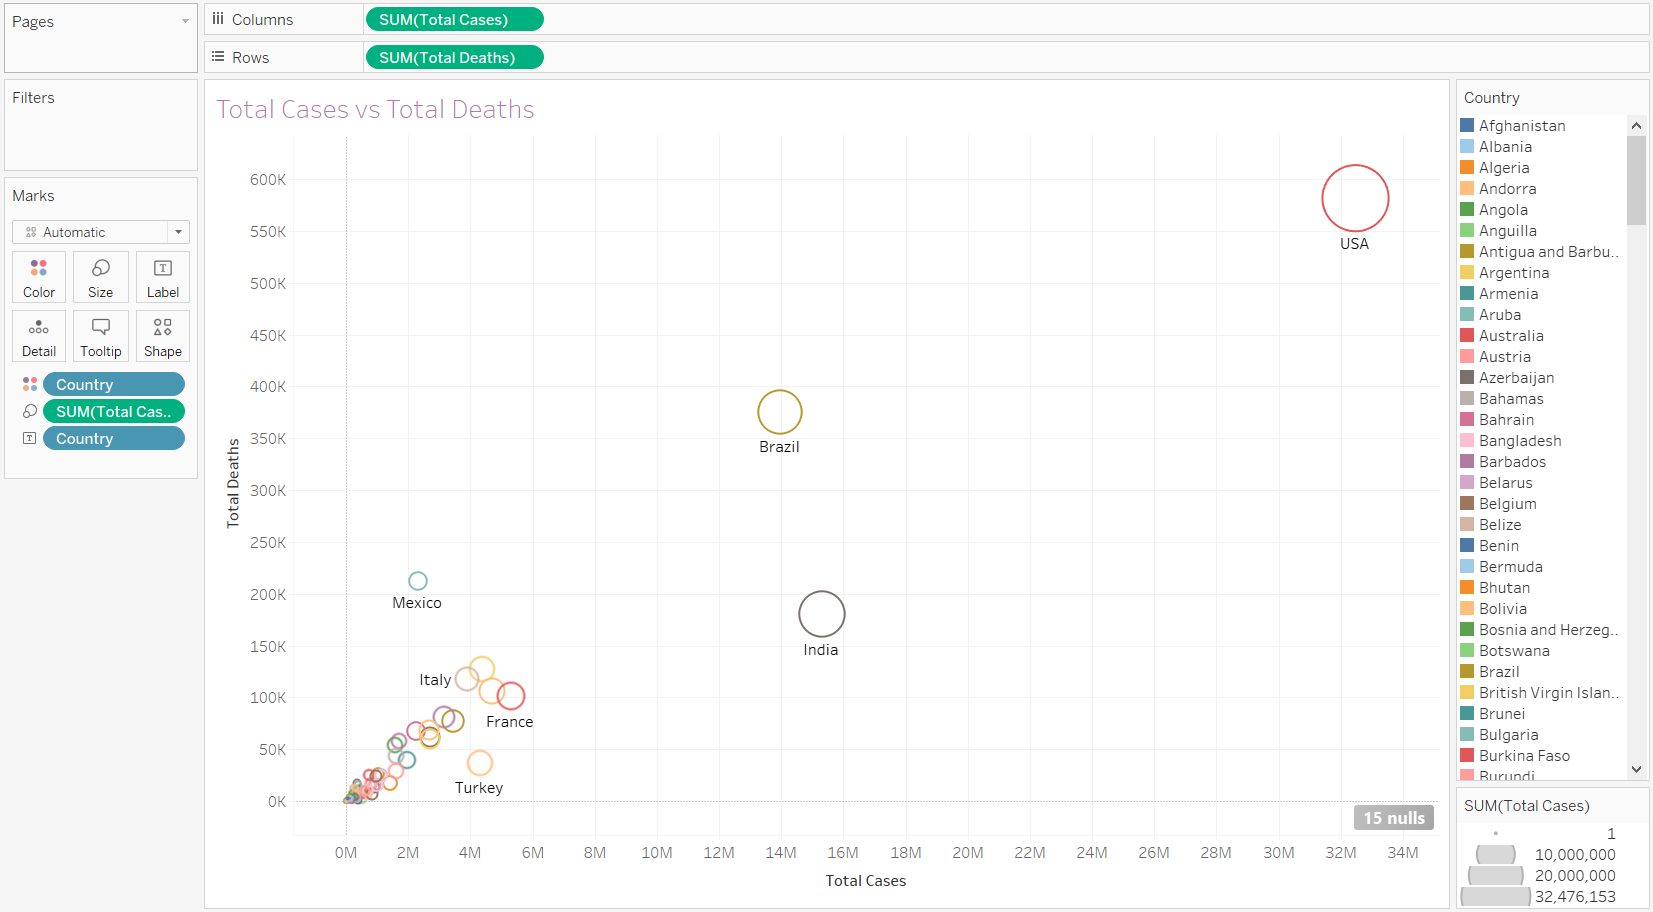 Pages
Columns
SUM(Total Cases)
Rows
SUM(Total Deaths)
Filters
Marks
Automatic
Color
Size
Label
Detail
Tooltip
Shape
Country
SUM(Total Cas..
Country
Total Cases vs Total Deaths
600K
550K
500K
450K
400K
350K
300K
250K
200K
150K
100K
50K
0K
Total Deaths
USA
Brazil
Mexico
India
Italy
France
Turkey
15 nulls
0M
2M
4M
6M
8M
10M
12M
14M
16M
18M
20M
22M
24M
26M
28M
30M
32M
34M
Total Cases
Country
Afghanistan
Albania
Algeria
Andorra
Angola
Anguilla
Antigua and Barbu..
Argentina
Armenia
Aruba
Australia
Austria
Azerbaijan
Bahamas
Bahrain
Bangladesh
Barbados
Belarus
Belgium
Belize
Benin
Bermuda
Bhutan
Bolivia
Bosnia and Herzeg..
Botswana
Brazil
British Virgin Islan..
Brunei
Bulgaria
Burkina Faso
Burundi
SUM(Total Cases)
1
10,000,000
20,000,000
32,476,153